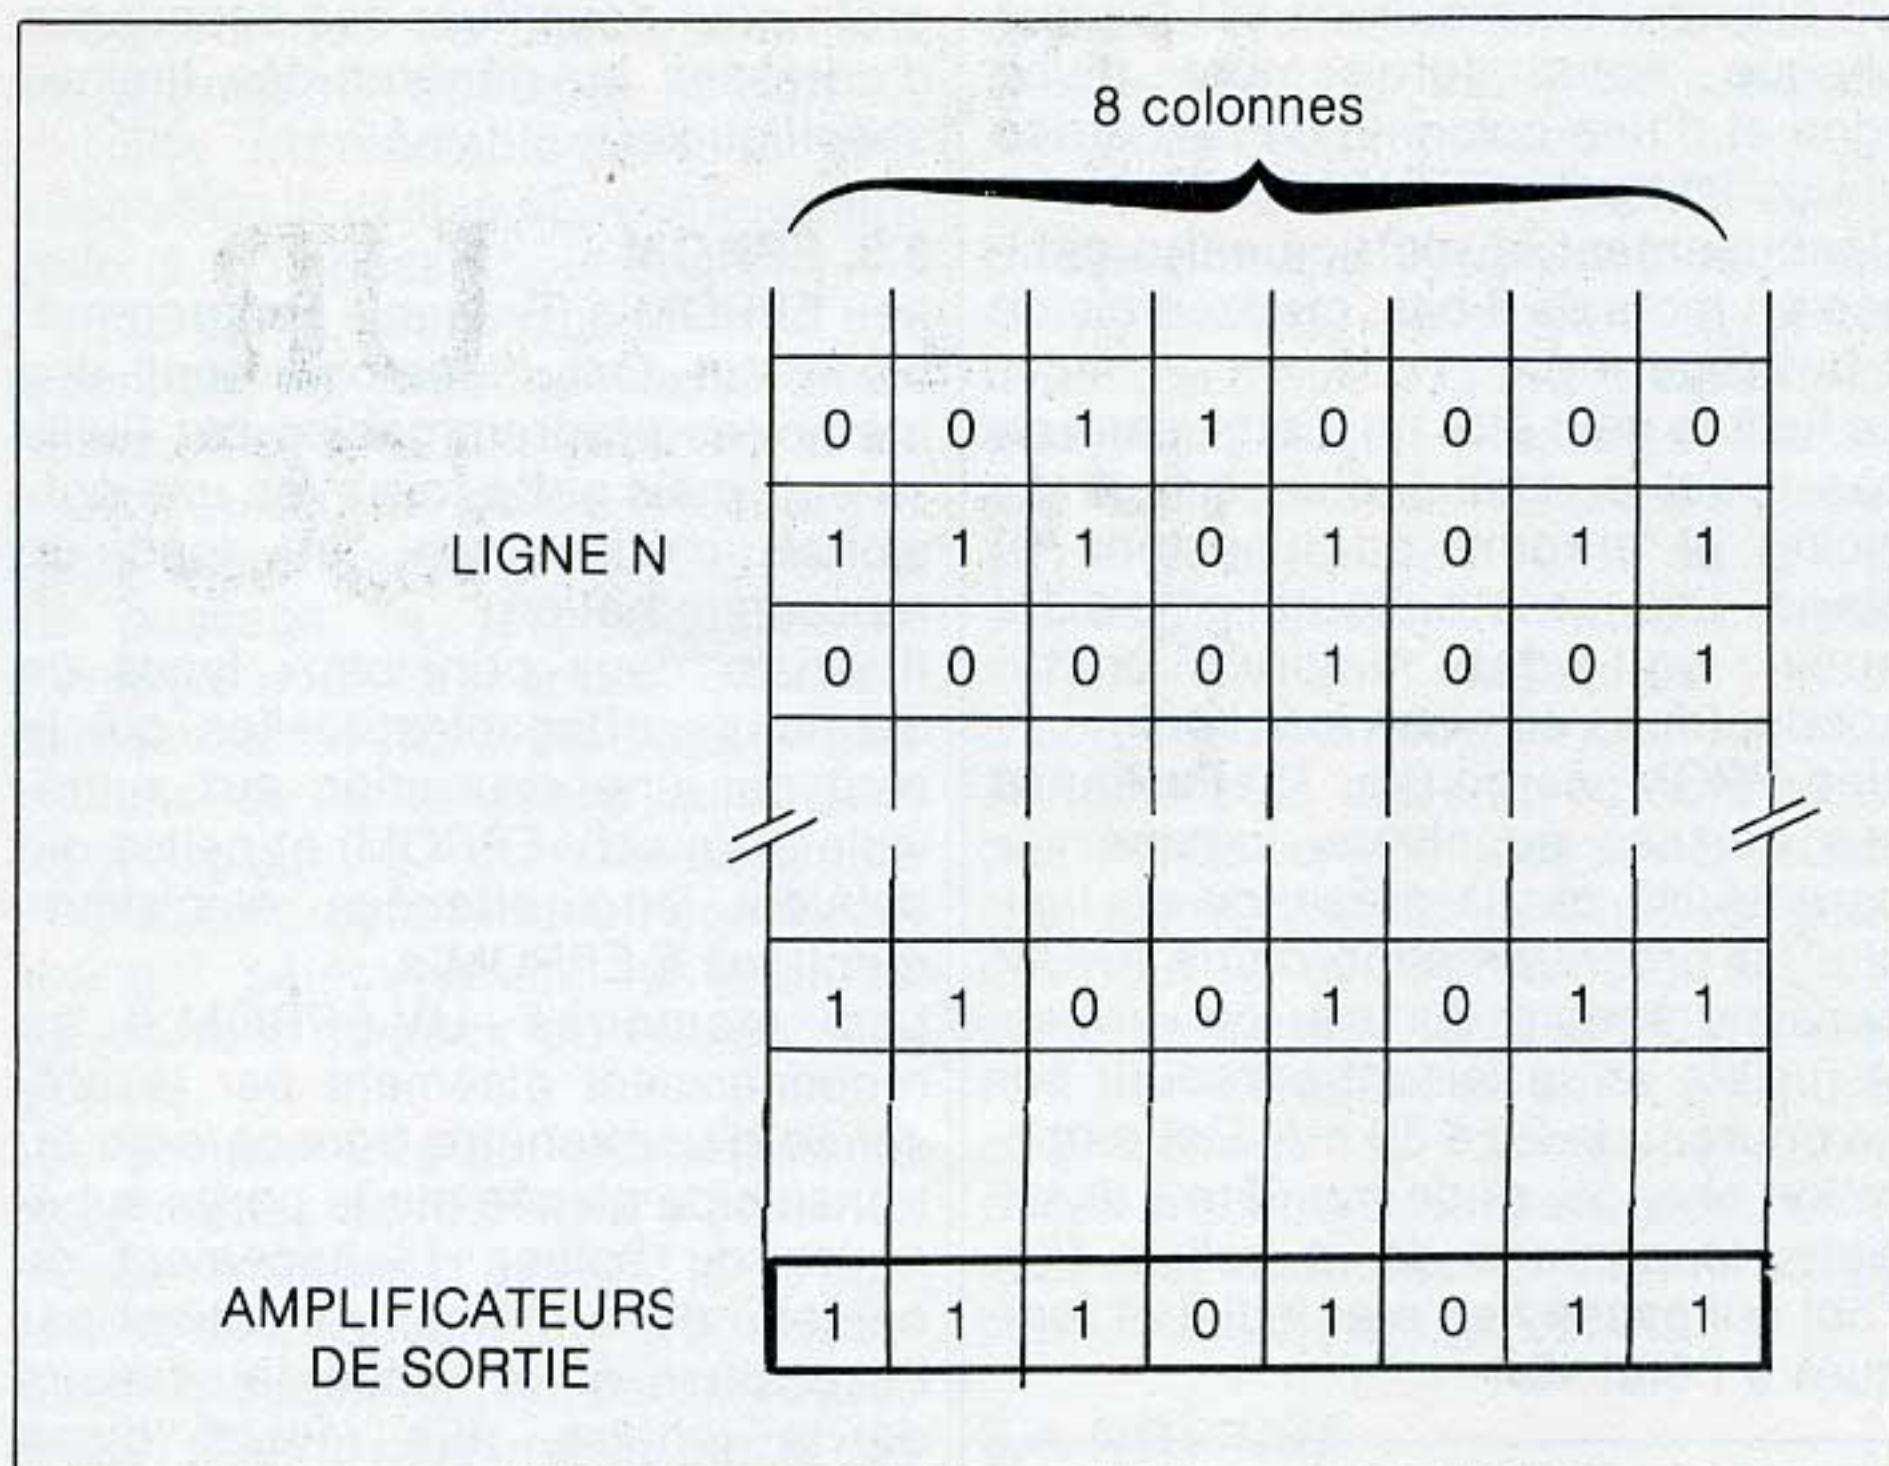 8 colonnes
0 0 1 1 0 0 0 0
LIGNE N 1 1 1 0 1 0 1 1
0 0 0 0 1 0 0 1
1 1 0 0 1 0 1 1
AMPLIFICATEURS
DE SORTIE
1 1 1 0 1 0 1 1